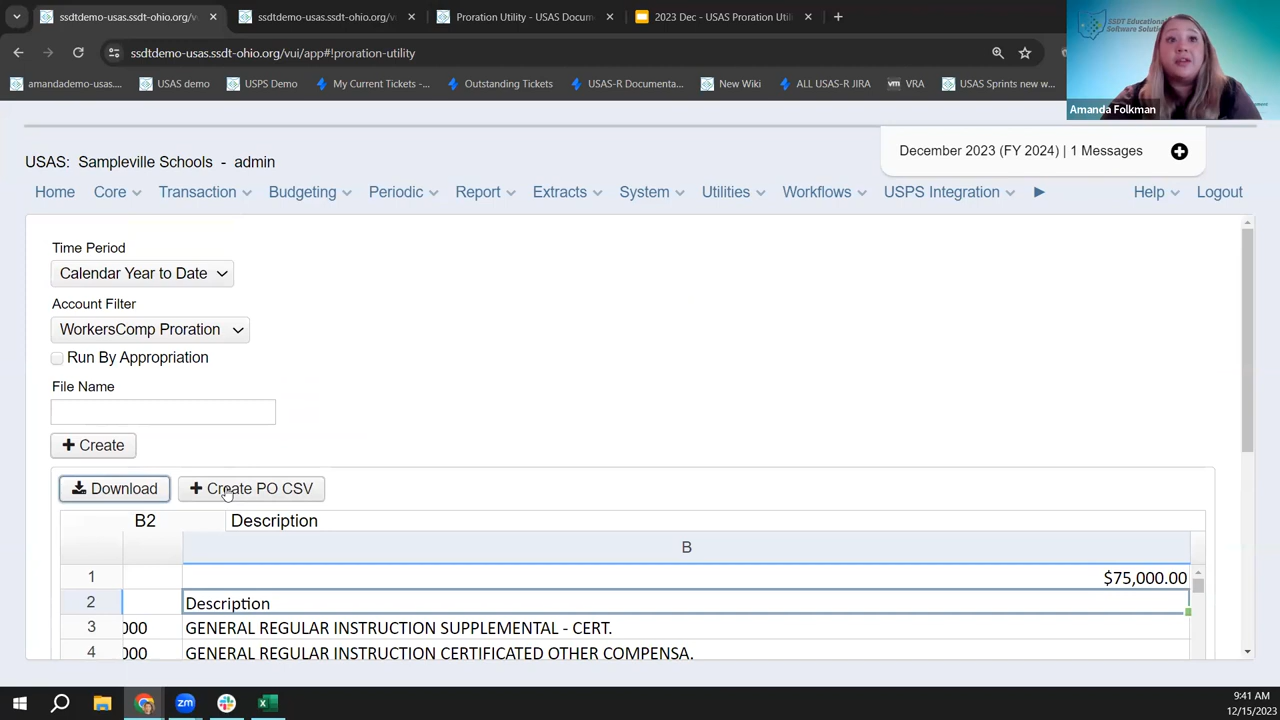 ssdtdemo-usas.ssdt-ohio.org/v
ssdtdemo-usas.ssdt-ohio.org/v
Proration Utility - USAS Docum
2023 Dec - USAS Proration Util
ssdtdemo-usas.ssdt-ohio.org/vui/app#!proration-utility
amandademo-usas....
USAS demo
USPS Demo
My Current Tickets -...
Outstanding Tickets
USAS-R Documenta...
New Wiki
ALL USAS-R JIRA
VRA
USAS Sprints new w...
SSDT Educational
Software Solutions
Amanda Folkman
USAS: Sampleville Schools - admin
December 2023 (FY 2024) | 1 Messages
Home Core Transaction Budgeting Periodic Report Extracts System Utilities Workflows USPS Integration Help Logout
Time Period
Calendar Year to Date
Account Filter
WorkersComp Proration
Run By Appropriation
File Name
Create
Download
Create PO CSV
B2 Description
B
1 $75,000.00
2 Description
3 000 GENERAL REGULAR INSTRUCTION SUPPLEMENTAL - CERT.
4 000 GENERAL REGULAR INSTRUCTION CERTIFICATED OTHER COMPENSA.
9:41 AM
12/15/2023